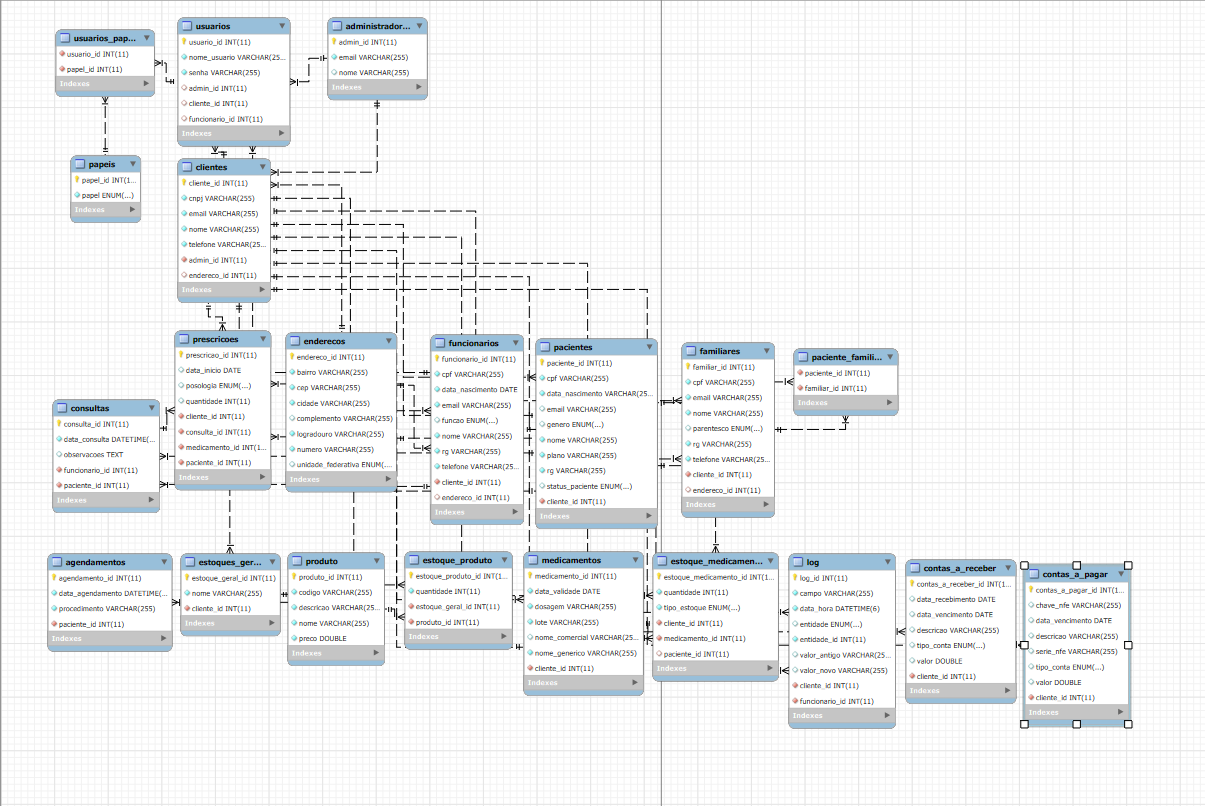 usuarios_pap...
usuario_id INT(11)
papel_id INT(11)
Indexes
usuarios
usuario_id INT(11)
nome_usuario VARCHAR(25...
senha VARCHAR(255)
admin_id INT(11)
cliente_id INT(11)
funcionario_id INT(11)
Indexes
administrador...
admin_id INT(11)
email VARCHAR(255)
nome VARCHAR(255)
Indexes
papeis
papel_id INT(1...
papel ENUM(...)
Indexes
clientes
cliente_id INT(11)
cnpj VARCHAR(255)
email VARCHAR(255)
nome VARCHAR(255)
telefone VARCHAR(25...
admin_id INT(11)
endereco_id INT(11)
Indexes
consultas
consulta_id INT(11)
data_consulta DATETIME(...
observacoes TEXT
funcionario_id INT(11)
paciente_id INT(11)
Indexes
prescricoes
prescricao_id INT(11)
data_inicio DATE
posologia ENUM(...)
quantidade INT(11)
cliente_id INT(11)
consulta_id INT(11)
medicamento_id INT(1...
paciente_id INT(11)
Indexes
enderecos
endereco_id INT(11)
bairro VARCHAR(255)
cep VARCHAR(255)
cidade VARCHAR(255)
complemento VARCHAR(255)
logradouro VARCHAR(255)
numero VARCHAR(255)
unidade_federativa ENUM(...
Indexes
funcionarios
funcionario_id INT(11)
cpf VARCHAR(255)
data_nascimento DATE
email VARCHAR(255)
funcao ENUM(...)
nome VARCHAR(255)
rg VARCHAR(255)
telefone VARCHAR(25...
cliente_id INT(11)
endereco_id INT(11)
Indexes
pacientes
paciente_id INT(11)
cpf VARCHAR(255)
data_nascimento VARCHAR(25...
email VARCHAR(255)
genero ENUM(...)
nome VARCHAR(255)
plano VARCHAR(255)
rg VARCHAR(255)
status_paciente ENUM(...)
cliente_id INT(11)
Indexes
familiares
familiar_id INT(11)
cpf VARCHAR(255)
email VARCHAR(255)
nome VARCHAR(255)
parentesco ENUM(...)
rg VARCHAR(255)
telefone VARCHAR(25...
cliente_id INT(11)
endereco_id INT(11)
Indexes
paciente_famili...
paciente_id INT(11)
familiar_id INT(11)
Indexes
agendamentos
agendamento_id INT(11)
data_agendamento DATETIME(...
procedimento VARCHAR(255)
paciente_id INT(11)
Indexes
estoques_ger...
estoque_geral_id INT(11)
nome VARCHAR(255)
cliente_id INT(11)
Indexes
produto
produto_id INT(11)
codigo VARCHAR(255)
descricao VARCHAR(25...
nome VARCHAR(255)
preco DOUBLE
Indexes
estoque_produto
estoque_produto_id INT(1...
quantidade INT(11)
estoque_geral_id INT(11)
produto_id INT(11)
Indexes
medicamentos
medicamento_id INT(11)
data_validade DATE
dosagem VARCHAR(255)
lote VARCHAR(255)
nome_comercial VARCHAR(25...
nome_generico VARCHAR(255)
cliente_id INT(11)
Indexes
estoque_medicamen...
estoque_medicamento_id INT(1...
quantidade INT(11)
tipo_estoque ENUM(...)
cliente_id INT(11)
medicamento_id INT(11)
paciente_id INT(11)
Indexes
log
log_id INT(11)
campo VARCHAR(255)
data_hora DATETIME(6)
entidade ENUM(...)
entidade_id INT(11)
valor_antigo VARCHAR(25...
valor_novo VARCHAR(255)
cliente_id INT(11)
funcionario_id INT(11)
Indexes
contas_a_receber
contas_a_receber_id INT(1...
data_recebimento DATE
data_vencimento DATE
descricao VARCHAR(255)
tipo_conta ENUM(...)
valor DOUBLE
cliente_id INT(11)
Indexes
contas_a_pagar
contas_a_pagar_id INT(1...
chave_nfe VARCHAR(255)
data_vencimento DATE
descricao VARCHAR(255)
serie_nfe VARCHAR(255)
tipo_conta ENUM(...)
valor DOUBLE
cliente_id INT(11)
Indexes